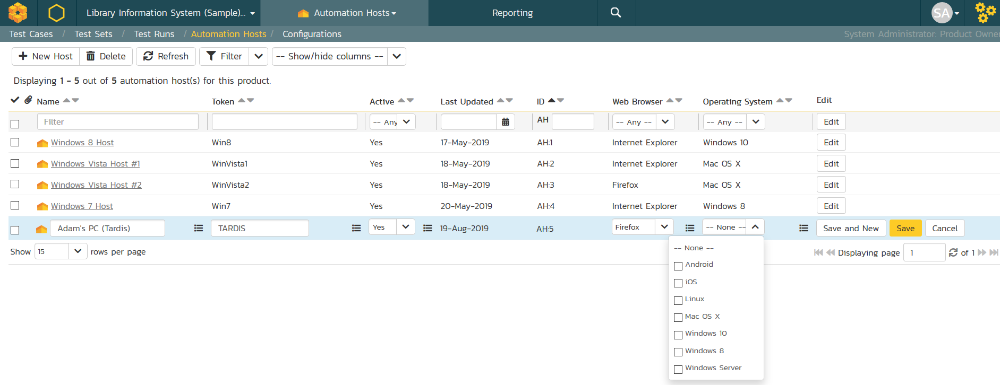 Library Information System (Sample)... Automation Hosts Reporting SA
Test Cases / Test Sets / Test Runs / Automation Hosts / Configurations System Administrator: Product Owner
New Host Delete Refresh Filter -- Show/hide columns --
Displaying 1 - 5 out of 5 automation host(s) for this product.
Name Token Active Last Updated ID Web Browser Operating System Edit
Filter -- Any AH -- Any -- -- Any -- Edit
Windows 8 Host Win8 Yes 17-May-2019 AH:1 Internet Explorer Windows 10 Edit
Windows Vista Host #1 WinVista1 Yes 18-May-2019 AH:2 Internet Explorer Mac OS X Edit
Windows Vista Host #2 WinVista2 Yes 18-May-2019 AH:3 Firefox Mac OS X Edit
Windows 7 Host Win7 Yes 20-May-2019 AH:4 Internet Explorer Windows 8 Edit
Adam's PC (Tardis) TARDIS Yes 19-Aug-2019 AH:5 Firefox -- None -- Save and New Save Cancel
Show 15 rows per page Displaying page 1 of 1
-- None --
Android
iOS
Linux
Mac OS X
Windows 10
Windows 8
Windows Server